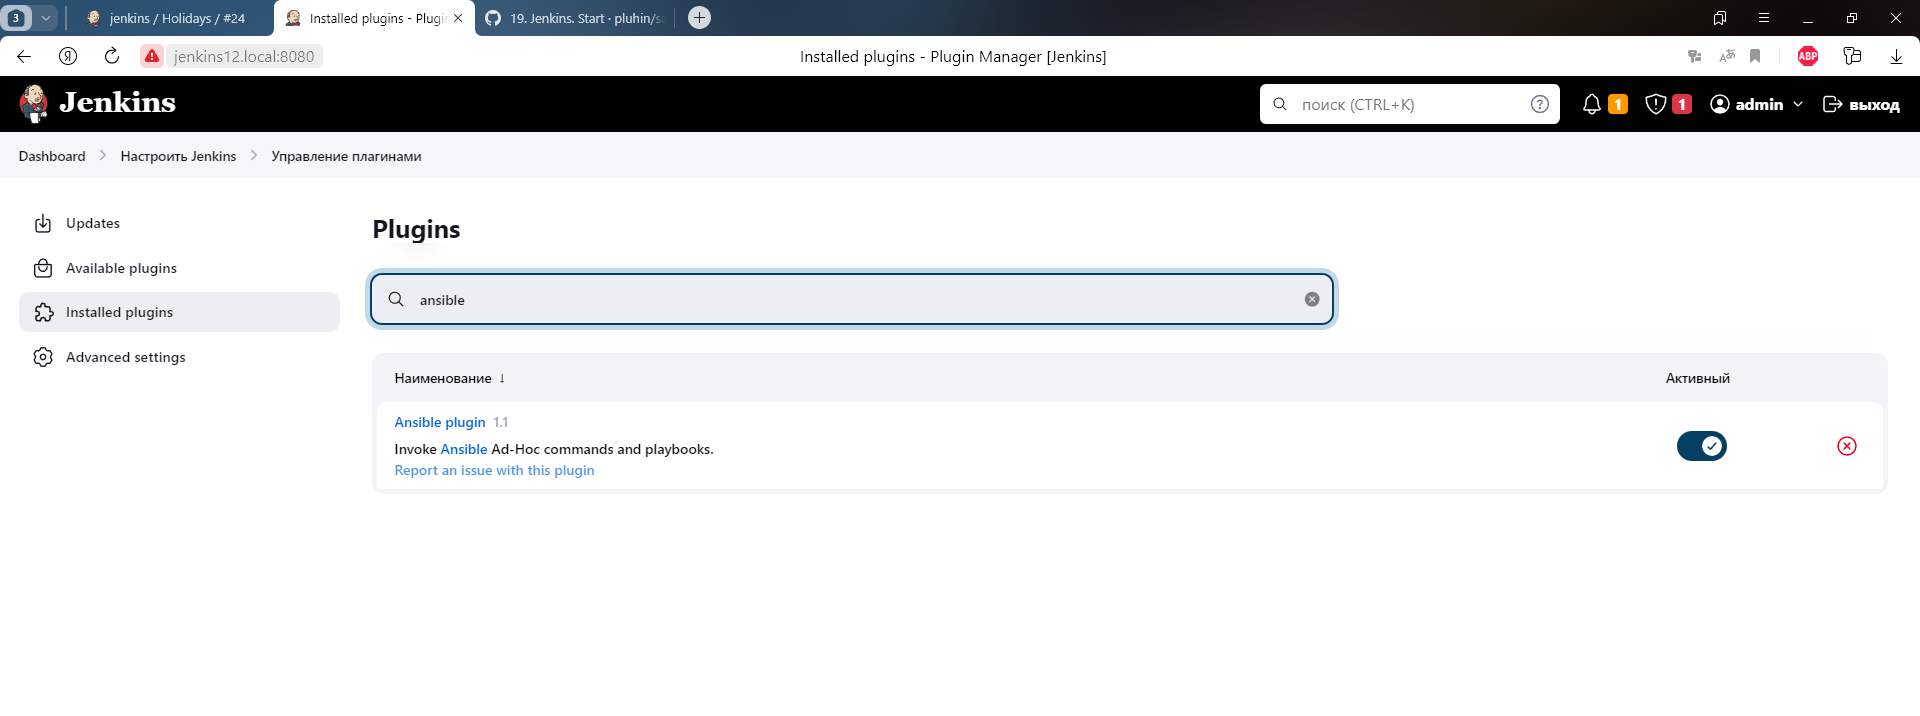 3
jenkins / Holidays / #24
Installed plugins - Plugi
19. Jenkins. Start · pluhin/sa
Я
jenkins12.local:8080
Installed plugins - Plugin Manager [Jenkins]
ABP
Jenkins
поиск (CTRL+K)
1
1
admin
выход
Dashboard
Настроить Jenkins
Управление плагинами
Updates
Available plugins
Installed plugins
Advanced settings
Plugins
ansible
Наименование ↓
Активный
Ansible plugin 1.1
Invoke Ansible Ad-Hoc commands and playbooks.
Report an issue with this plugin